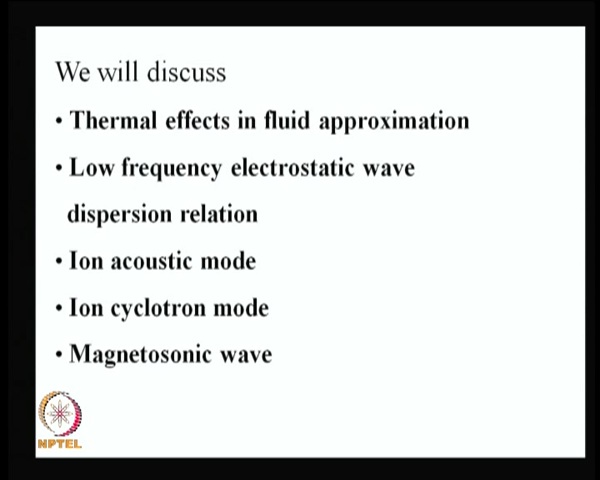 We will discuss
• Thermal effects in fluid approximation
• Low frequency electrostatic wave
dispersion relation
• Ion acoustic mode
• Ion cyclotron mode
• Magnetosonic wave
NPTEL